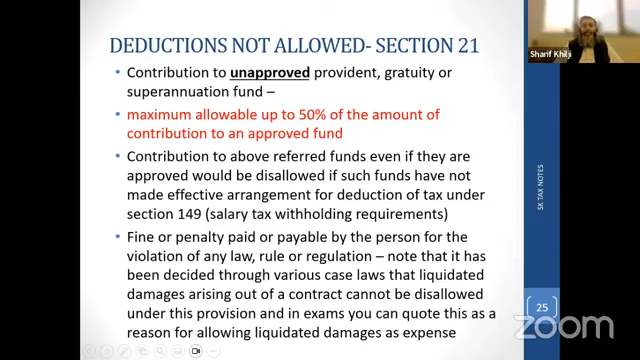 DEDUCTIONS NOT ALLOWED- SECTION 21
• Contribution to unapproved provident, gratuity or
superannuation fund –
• maximum allowable up to 50% of the amount of
contribution to an approved fund
• Contribution to above referred funds even if they are
approved would be disallowed if such funds have not
made effective arrangement for deduction of tax under
section 149 (salary tax withholding requirements)
• Fine or penalty paid or payable by the person for the
violation of any law, rule or regulation – note that it has
been decided through various case laws that liquidated
damages arising out of a contract cannot be disallowed
under this provision and in exams you can quote this as a
reason for allowing liquidated damages as expense
Sharif Khilji
SK TAX NOTES
25
zoom